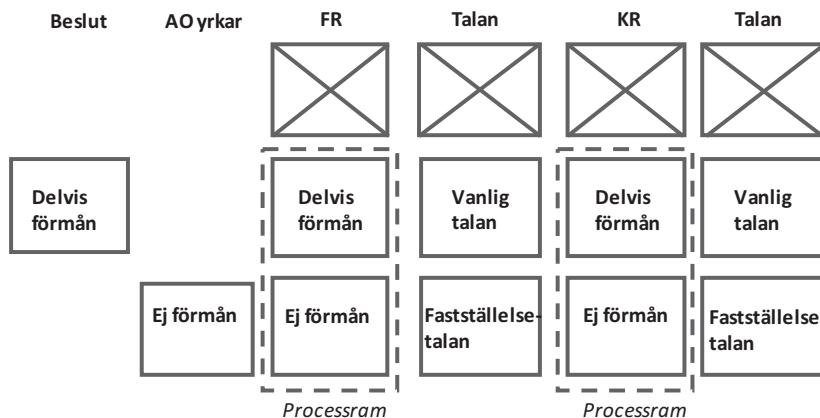 Beslut AO yrkar FR Talan KR Talan
Delvis förmån
Delvis förmån
Vanlig talan
Delvis förmån
Vanlig talan
Ej förmån
Ej förmån
Fastställelse-
talan
Ej förmån
Fastställelse-
talan
Processram Processram